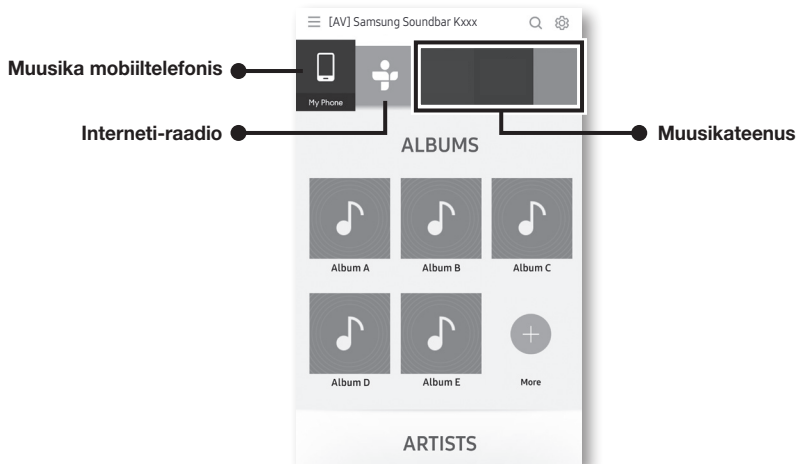 [AV] Samsung Soundbar Kxxx
Muusika mobiiltelefonis
My Phone
Interneti-raadio
Muusikateenus
ALBUMS
Album A
Album B
Album C
Album D
Album E
More
ARTISTS